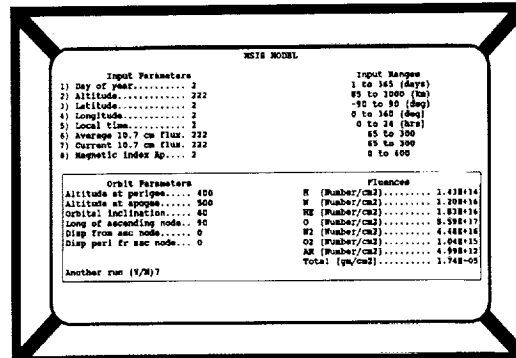 MSIS MODEL
Input Parameters
1) Day of year.......... 2
2) Altitude............. 222
3) Latitude............. 2
4) Longitude............ 2
5) Local time........... 2
6) Average 10.7 cm flux. 222
7) Current 10.7 cm flux. 222
8) Magnetic index Ap.... 2
Input Ranges
1 to 365 (days)
85 to 1000 (km)
-90 to 90 (deg)
0 to 360 (deg)
0 to 24 (hrs)
65 to 300
65 to 300
0 to 400
Orbit Parameters
Altitude at perigee..... 400
Altitude at apogee...... 500
Orbital inclination..... 60
Long of ascending node.. 90
Disp from asc node... 0
Disp peri fr asc node... 0
Fluences
H (Number/cm2)......... 1.43E+14
N (Number/cm2)......... 1.20E+16
HE (Number/cm2)......... 1.83E+16
O (Number/cm2)......... 8.59E+17
N2 (Number/cm2)......... 4.48E+16
O2 (Number/cm2)......... 1.04E+15
AR (Number/cm2)......... 4.99E+12
Total (gm/cm2).......... 1.74E-05
Another run (Y/N)?